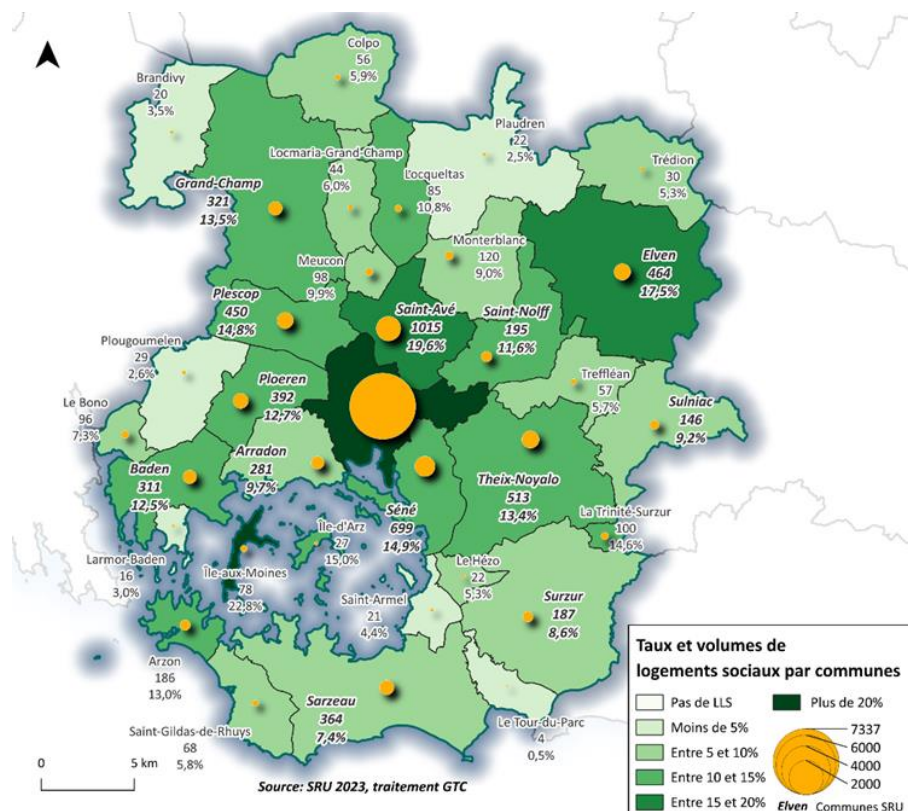 Colpo
56
5,9%
Brandivy
20
3,5%
Plaudren
22
2,5%
Locmaria-Grand-Champ
44
6,0%
Locqueltas
85
10,8%
Trédion
30
5,3%
Grand-Champ
321
13,5%
Monterblanc
120
9,0%
Elven
464
17,5%
Meucon
98
9,9%
Plescop
450
14,8%
Saint-Avé
1015
19,6%
Saint-Nolff
195
11,6%
Plougoumelen
29
2,6%
Ploeren
392
12,7%
Treffléan
57
5,7%
Le Bono
96
7,3%
Sulniac
146
9,2%
Arradon
281
9,7%
Baden
311
12,5%
Theix-Noyalo
513
13,4%
Séné
699
14,9%
La Trinité-Surzur
100
14,6%
Île-d'Arz
27
15,0%
Larmor-Baden
16
3,0%
Île-aux-Moines
78
22,8%
Le Hézo
22
5,3%
Saint-Armel
21
4,4%
Surzur
187
8,6%
Arzon
186
13,0%
Sarzeau
364
7,4%
Saint-Gildas-de-Rhuys
68
5,8%
Le Tour-du-Parc
4
0,5%
0 5 km
Source: SRU 2023, traitement GTC
Taux et volumes de
logements sociaux par communes
Pas de LLS
Moins de 5%
Entre 5 et 10%
Entre 10 et 15%
Entre 15 et 20%
Plus de 20%
7337
6000
4000
2000
Elven Communes SRU